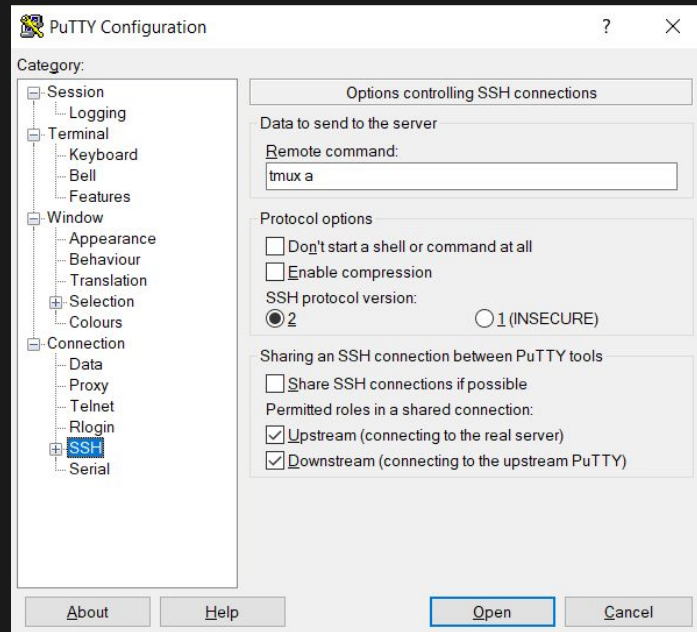 PuTTY Configuration
?
Category:
Session
Logging
Terminal
Keyboard
Bell
Features
Window
Appearance
Behaviour
Translation
Selection
Colours
Connection
Data
Proxy
Telnet
Rlogin
SSH
Serial
Options controlling SSH connections
Data to send to the server
Remote command:
tmux a
Protocol options
Don't start a shell or command at all
Enable compression
SSH protocol version:
2 1 (INSECURE)
Sharing an SSH connection between PuTTY tools
Share SSH connections if possible
Permitted roles in a shared connection:
Upstream (connecting to the real server)
Downstream (connecting to the upstream PuTTY)
About Help Open Cancel